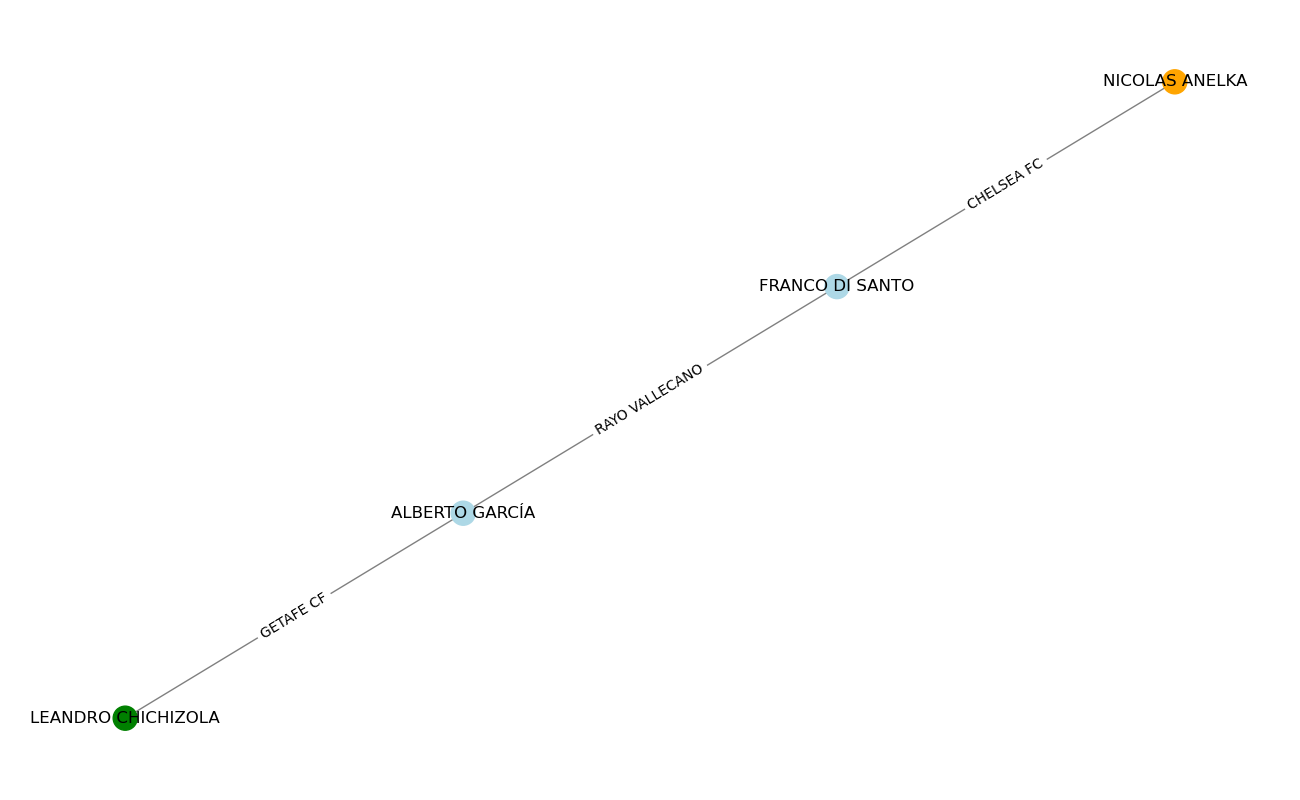 NICOLAS ANELKA
CHELSEA FC
FRANCO DI SANTO
RAYO VALLECANO
ALBERTO GARCÍA
GETAFE CF
LEANDRO CHICHIZOLA